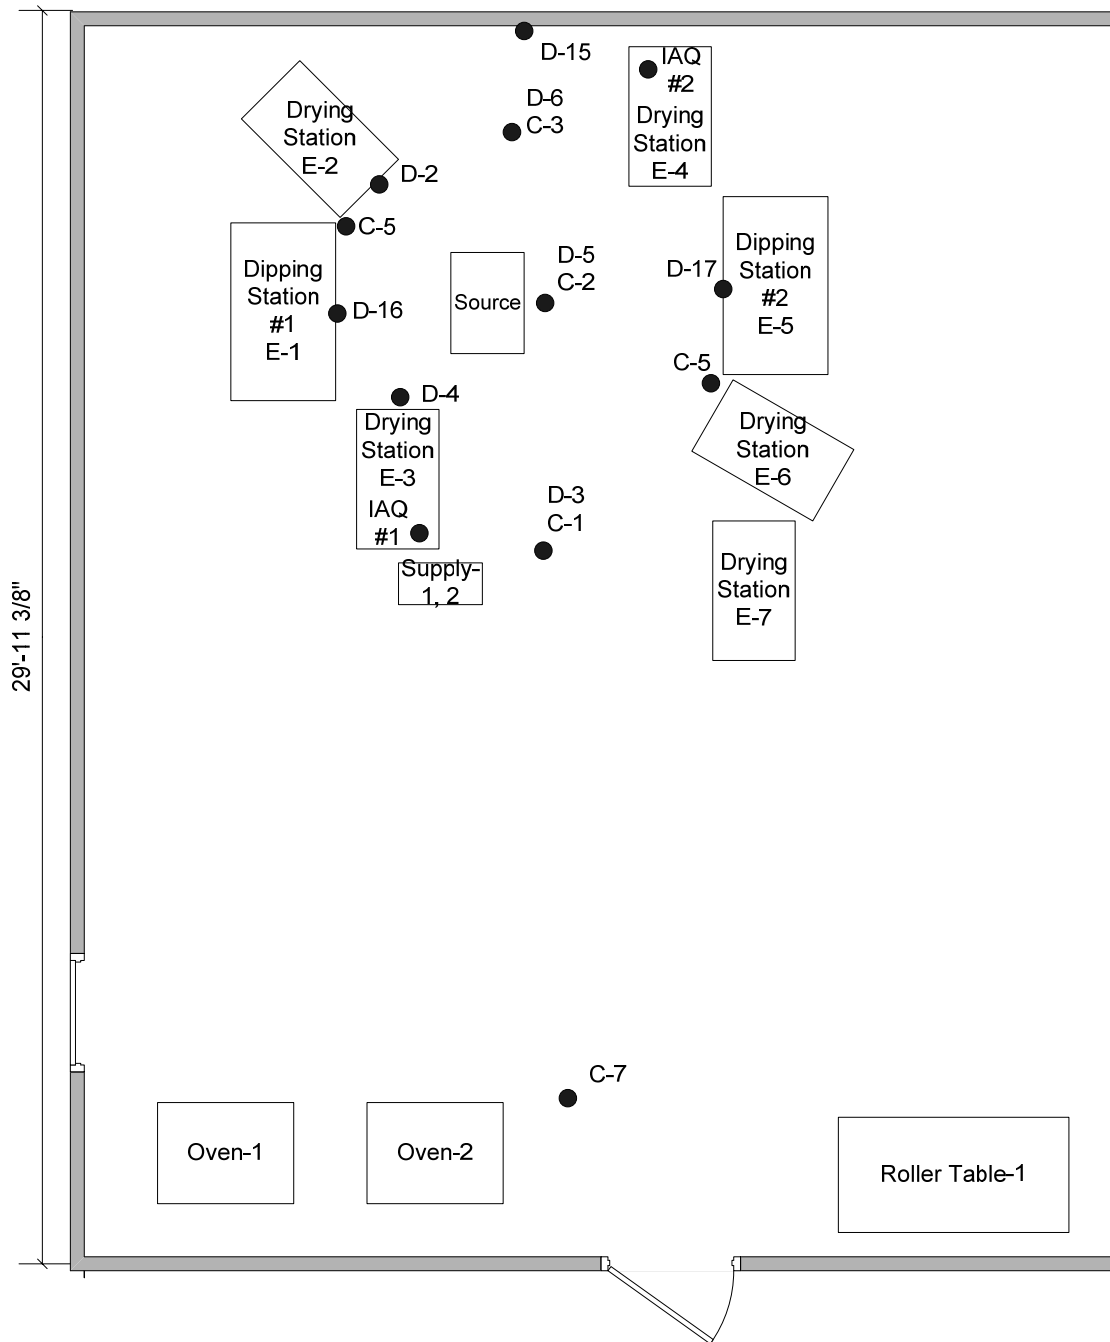 D-15
IAQ
#2
Drying
Station
E-4
D-6
C-3
Drying
Station
E-2
D-2
C-5
Dipping
Station
#1
E-1
D-16
Source
D-5
C-2
D-17
Dipping
Station
#2
E-5
C-5
D-4
Drying
Station
E-3
IAQ
#1
Drying
Station
E-6
D-3
C-1
Supply-
1, 2
Drying
Station
E-7
29'-11 3/8"
C-7
Oven-1
Oven-2
Roller Table-1